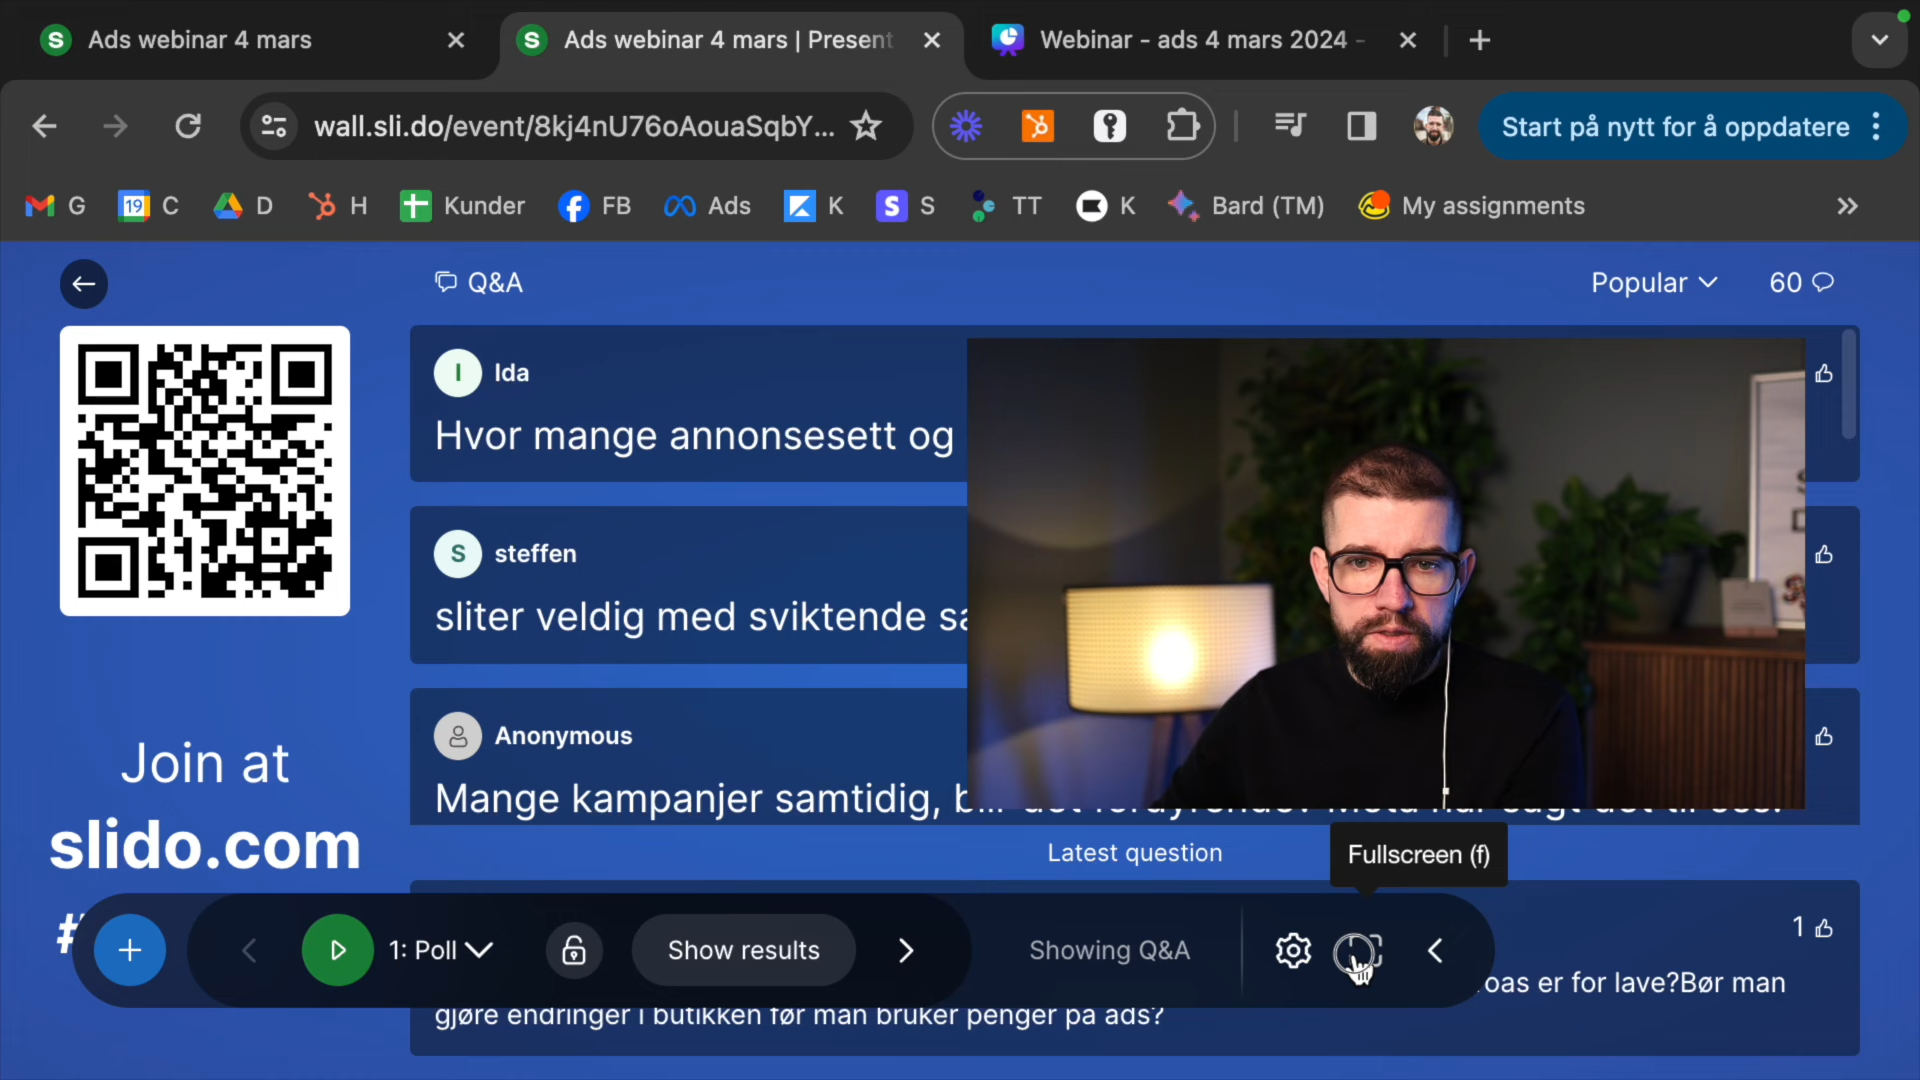 Ads webinar 4 mars
Ads webinar 4 mars | Present
Webinar - ads 4 mars 2024 -
wall.sli.do/event/8kj4nU76oAouaSqbY...
Start på nytt for å oppdatere
G
19
C
D
H
Kunder
FB
Ads
K
S
TT
K
Bard (TM)
My assignments
Q&A
Popular
60
I
Ida
Hvor mange annonsesett og
S
steffen
sliter veldig med sviktende
Anonymous
Mange kampanjer samtidig,
Join at
slido.com
#
Latest question
Fullscreen (f)
1: Poll
Show results
Showing Q&A
1
er for lave?Bør man
gjøre endringer i butikken før man bruker penger på ads?